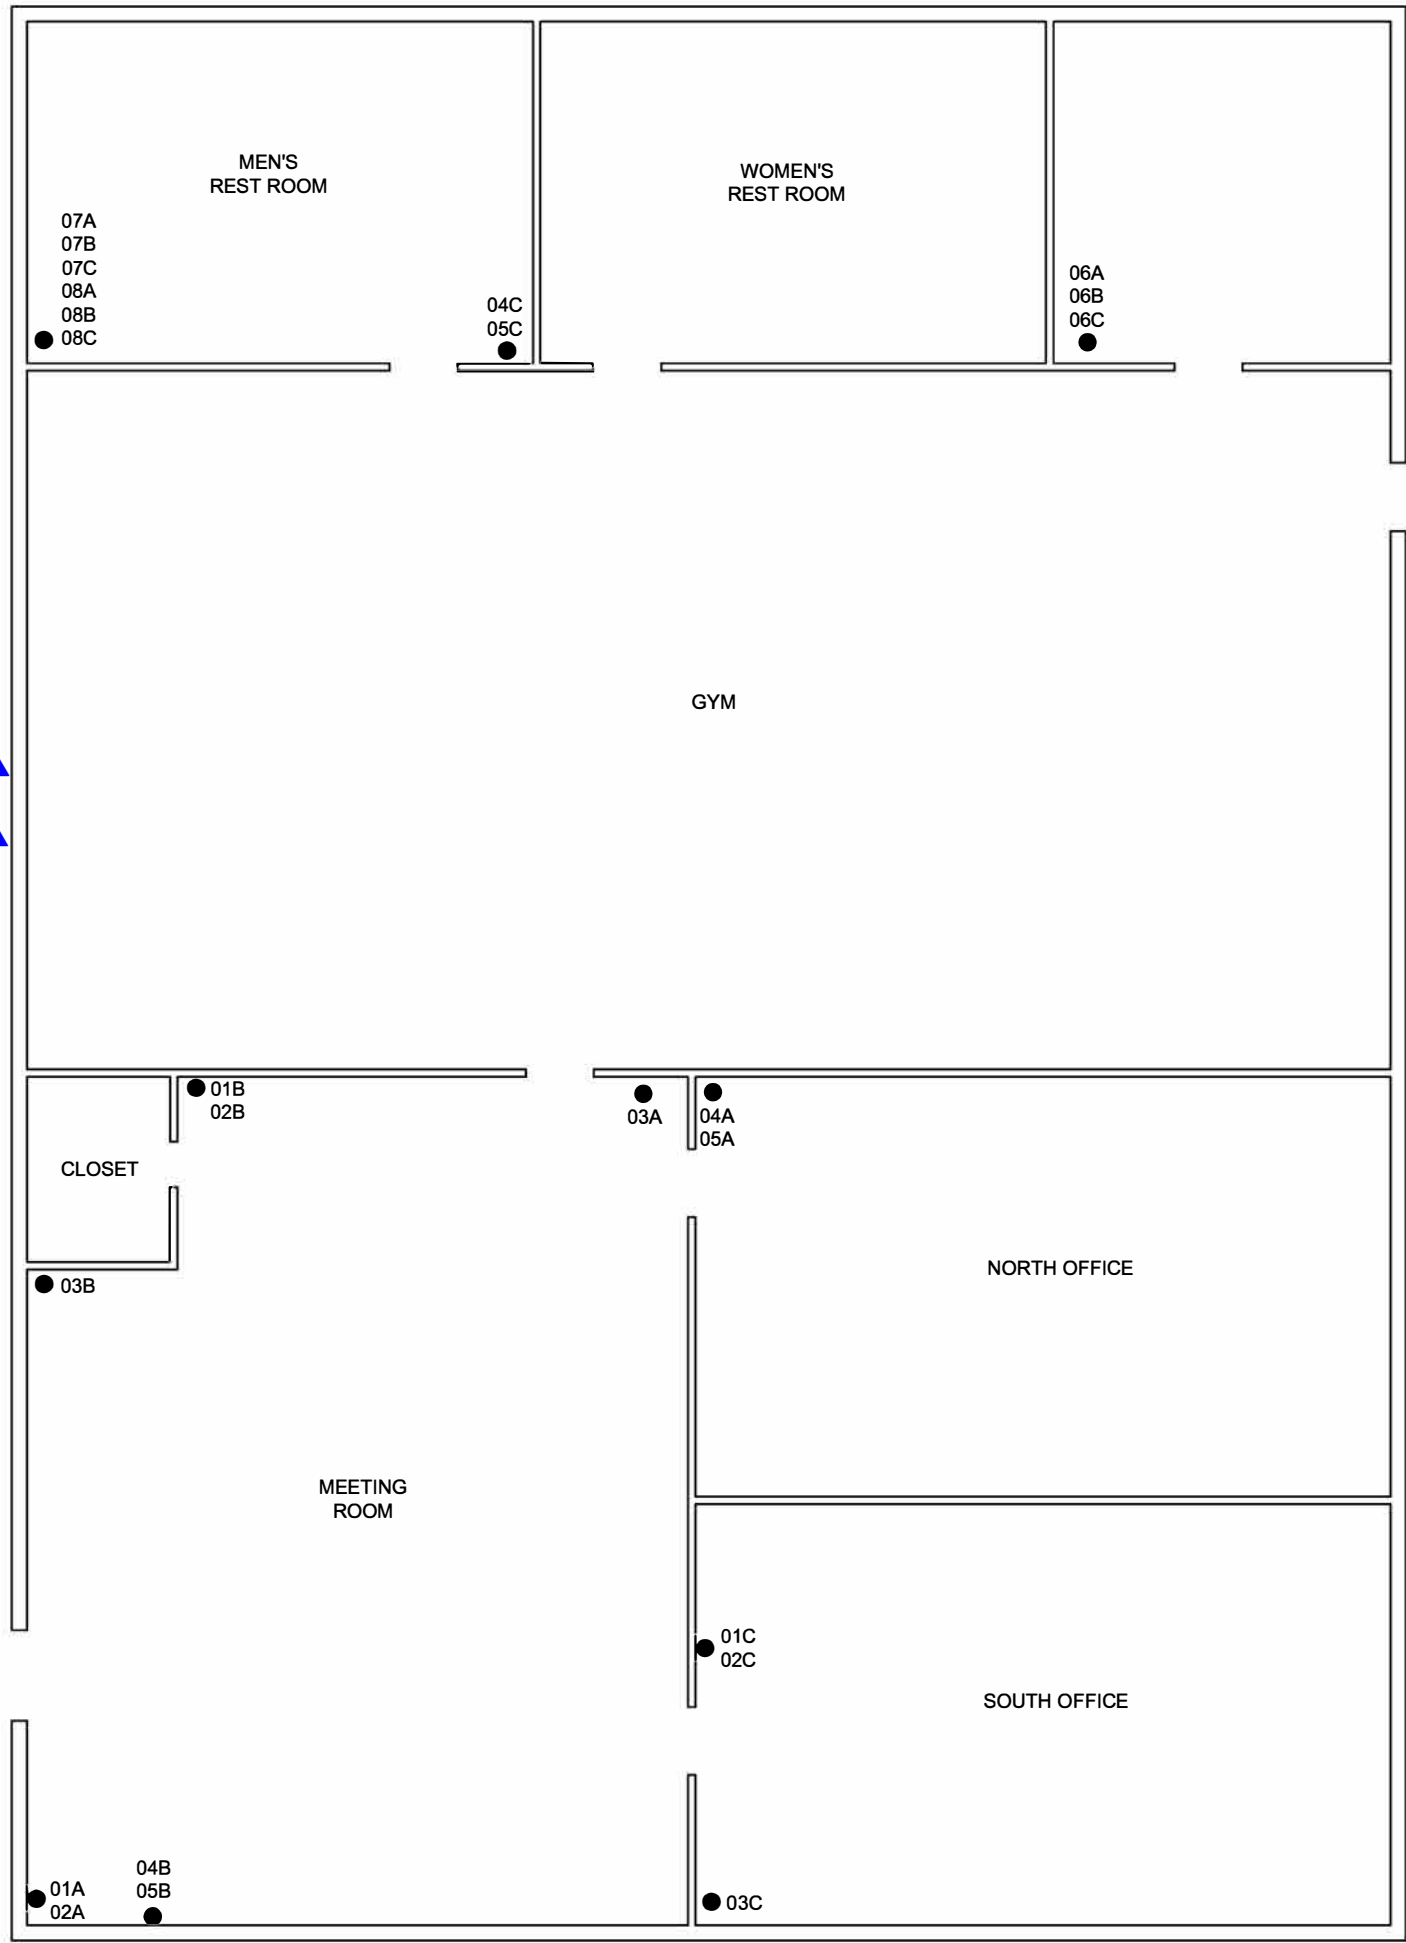 MEN'S
REST ROOM
WOMEN'S
REST ROOM
07A
07B
07C
08A
08B
08C
04C
05C
06A
06B
06C
GYM
01B
02B
03A
04A
05A
CLOSET
03B
NORTH OFFICE
MEETING
ROOM
01C
02C
SOUTH OFFICE
04B
05B
01A
02A
03C